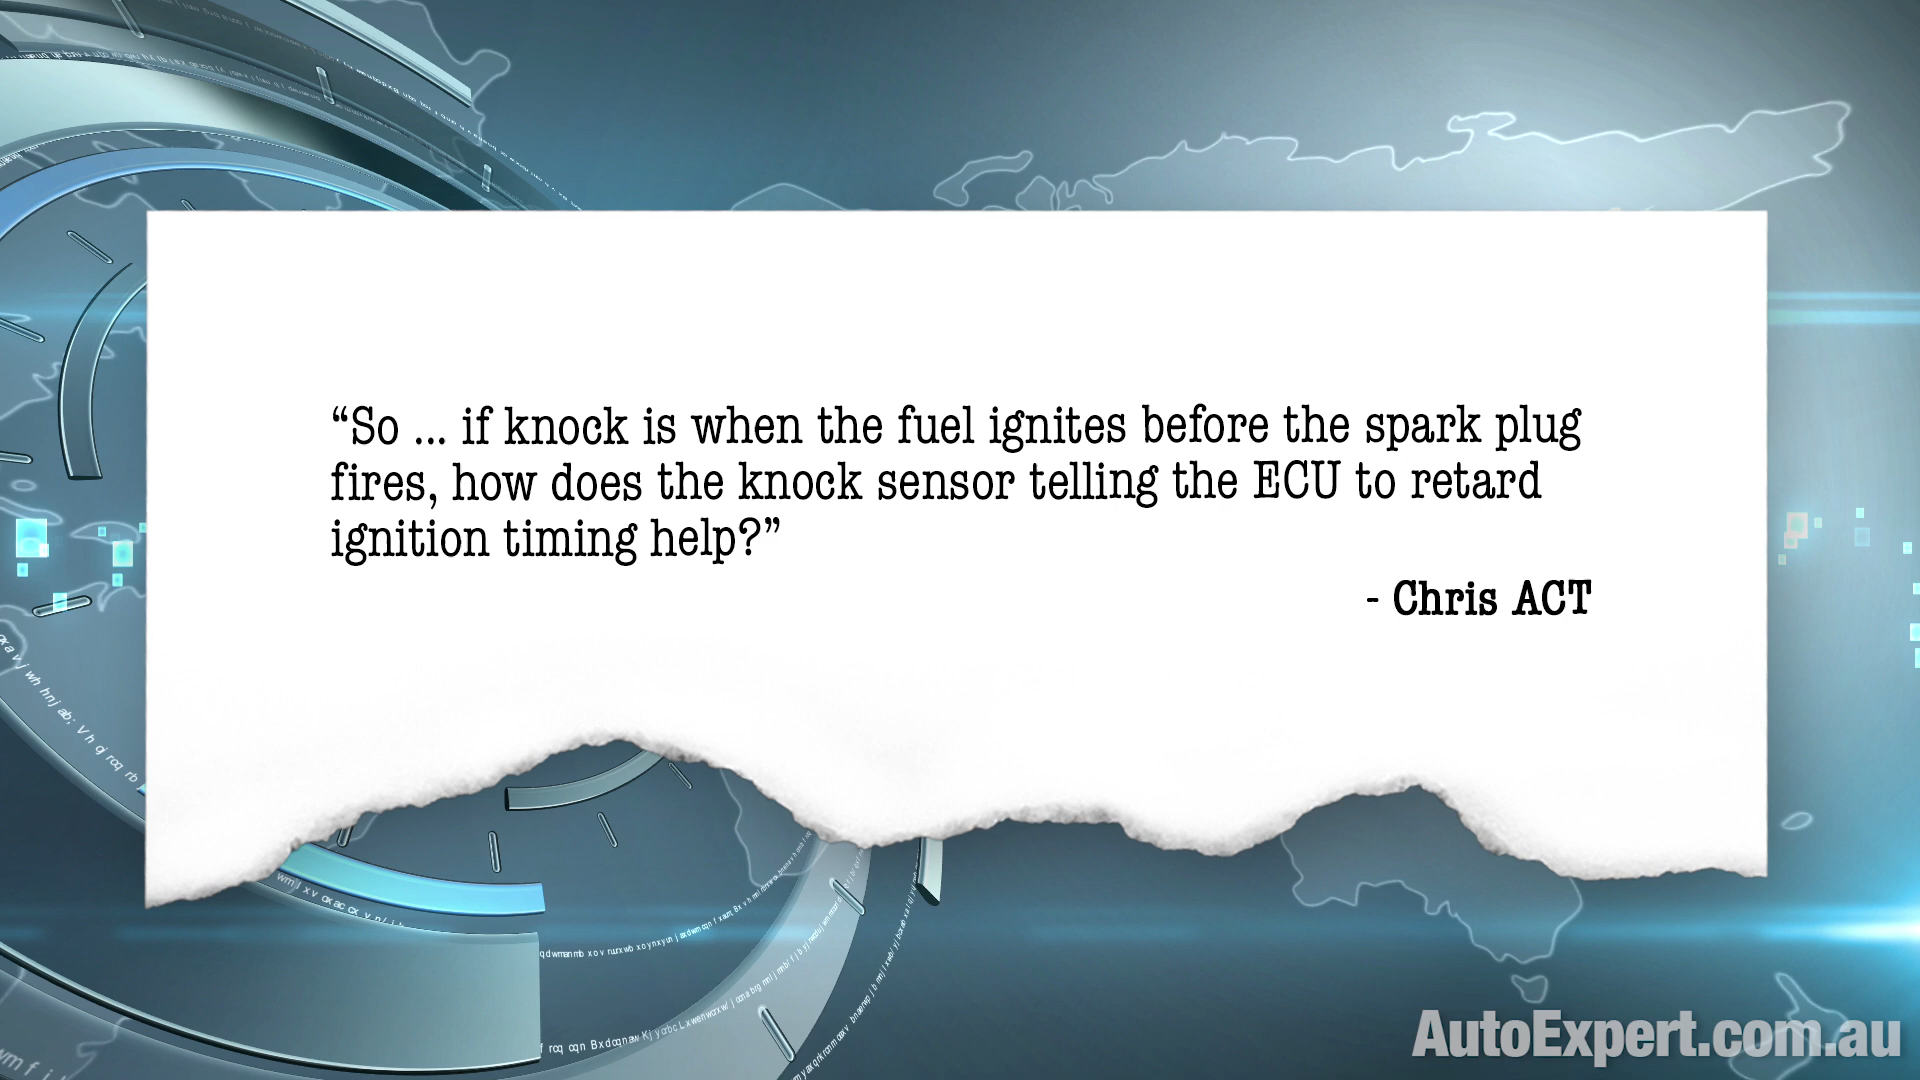 “So ... if knock is when the fuel ignites before the spark plug
fires, how does the knock sensor telling the ECU to retard
ignition timing help?”
- Chris ACT
AutoExpert.com.au